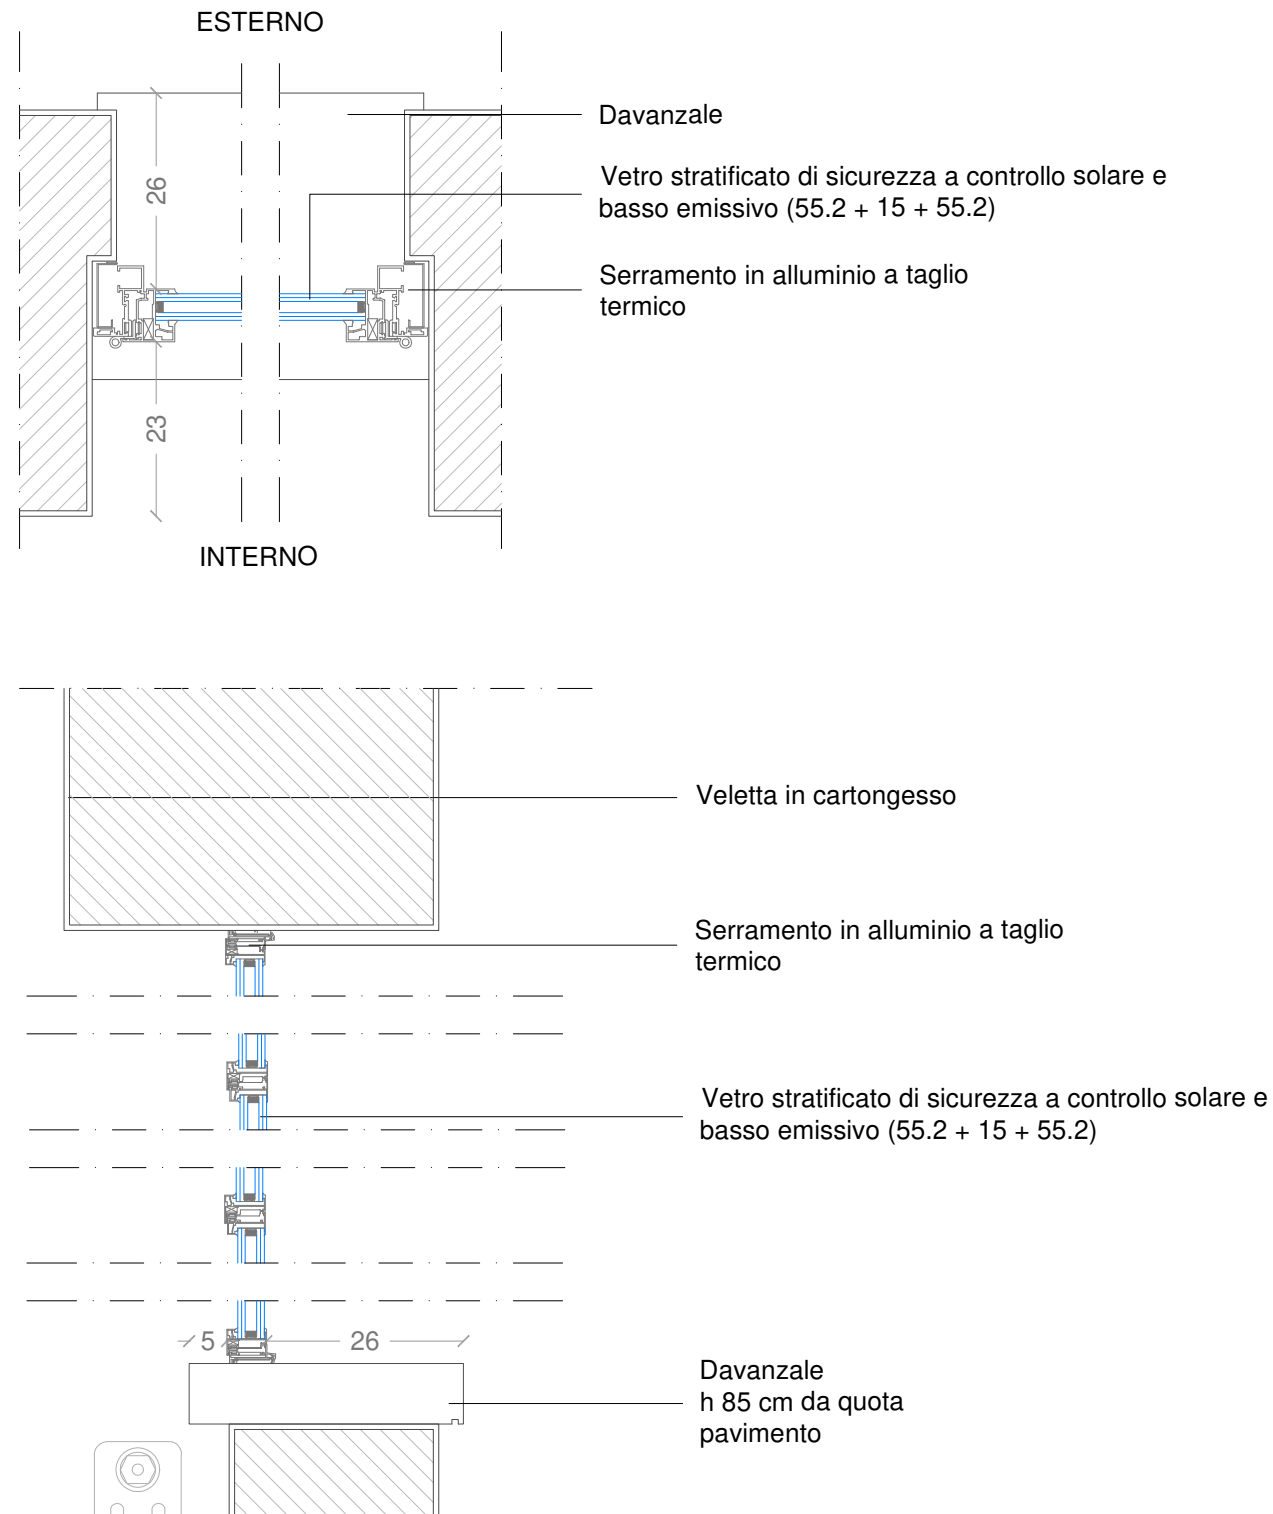 ESTERNO
Davanzale
Vetro stratificato di sicurezza a controllo solare e
basso emissivo (55.2 + 15 + 55.2)
26
Serramento in alluminio a taglio
termico
23
INTERNO
Veletta in cartongesso
Serramento in alluminio a taglio
termico
Vetro stratificato di sicurezza a controllo solare e
basso emissivo (55.2 + 15 + 55.2)
5
26
Davanzale
h 85 cm da quota
pavimento